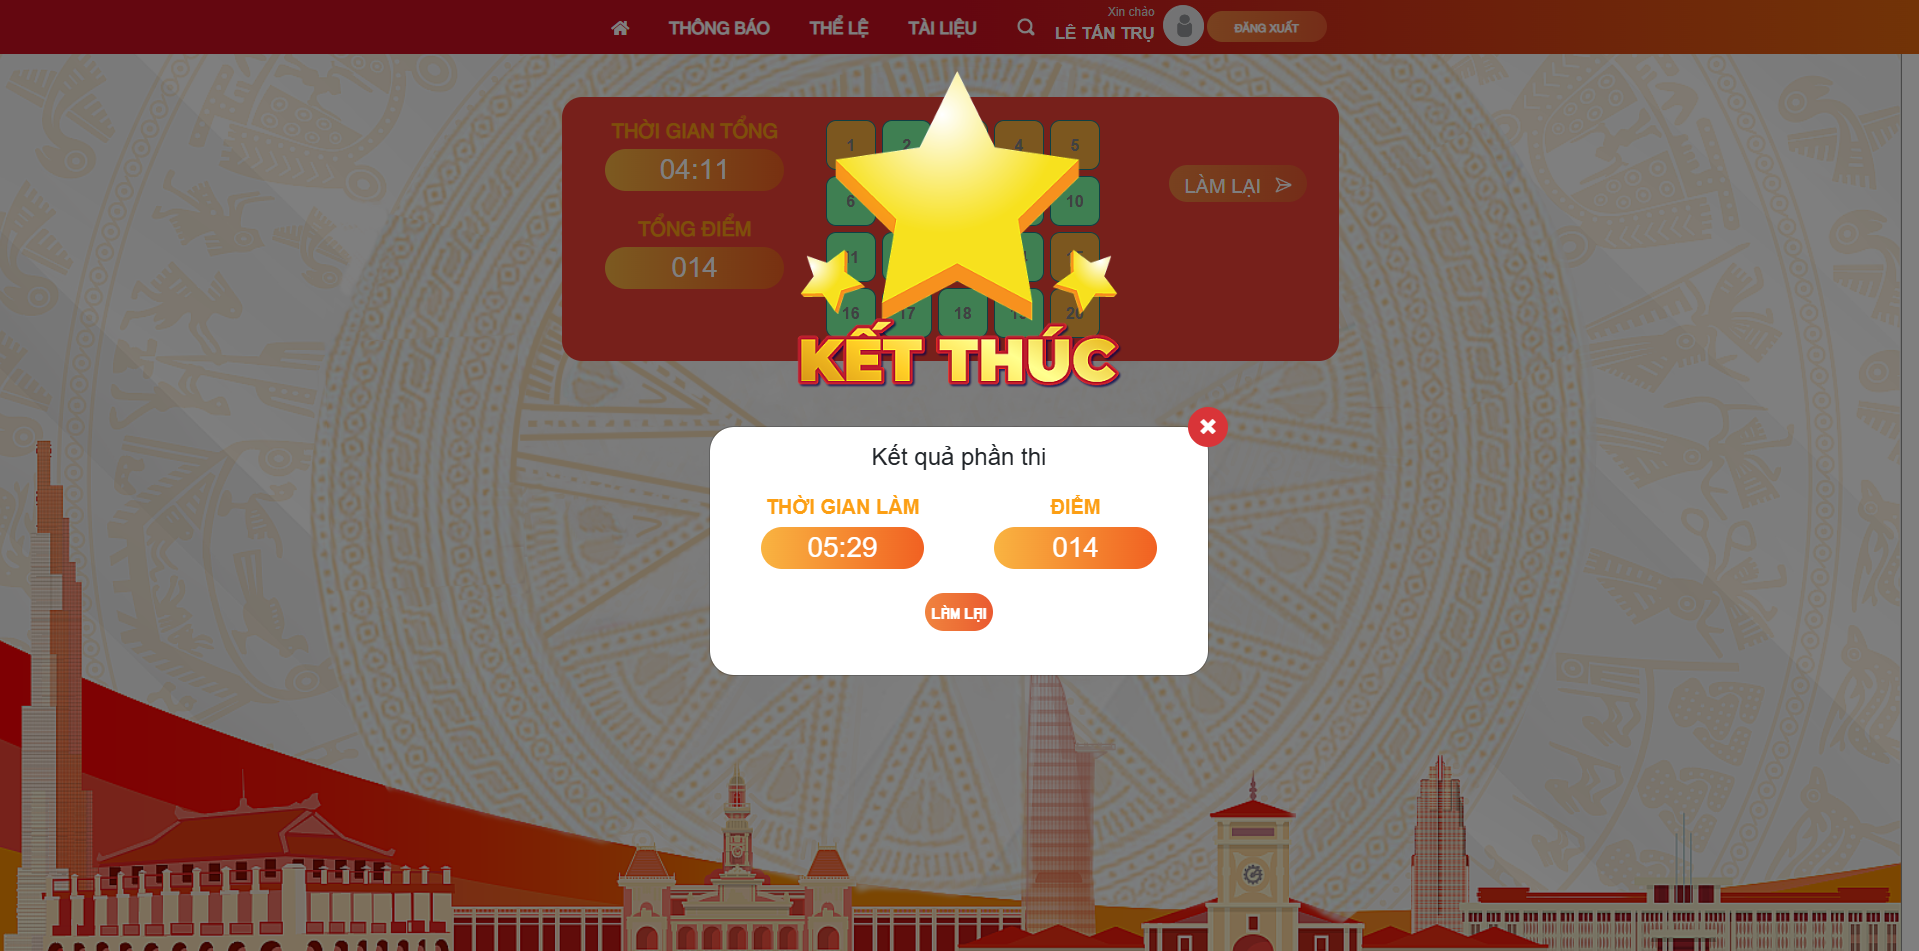 THÔNG BÁO THỂ LỆ TÀI LIỆU
Xin chào
LÊ TẤN TRỤ
ĐĂNG XUẤT
THỜI GIAN TỔNG
04:11
TỔNG ĐIỂM
014
1 2 4 5
6 10
16 17 18
LÀM LẠI
KẾT THÚC
Kết quả phần thi
THỜI GIAN LÀM
05:29
ĐIỂM
014
LÀM LẠI